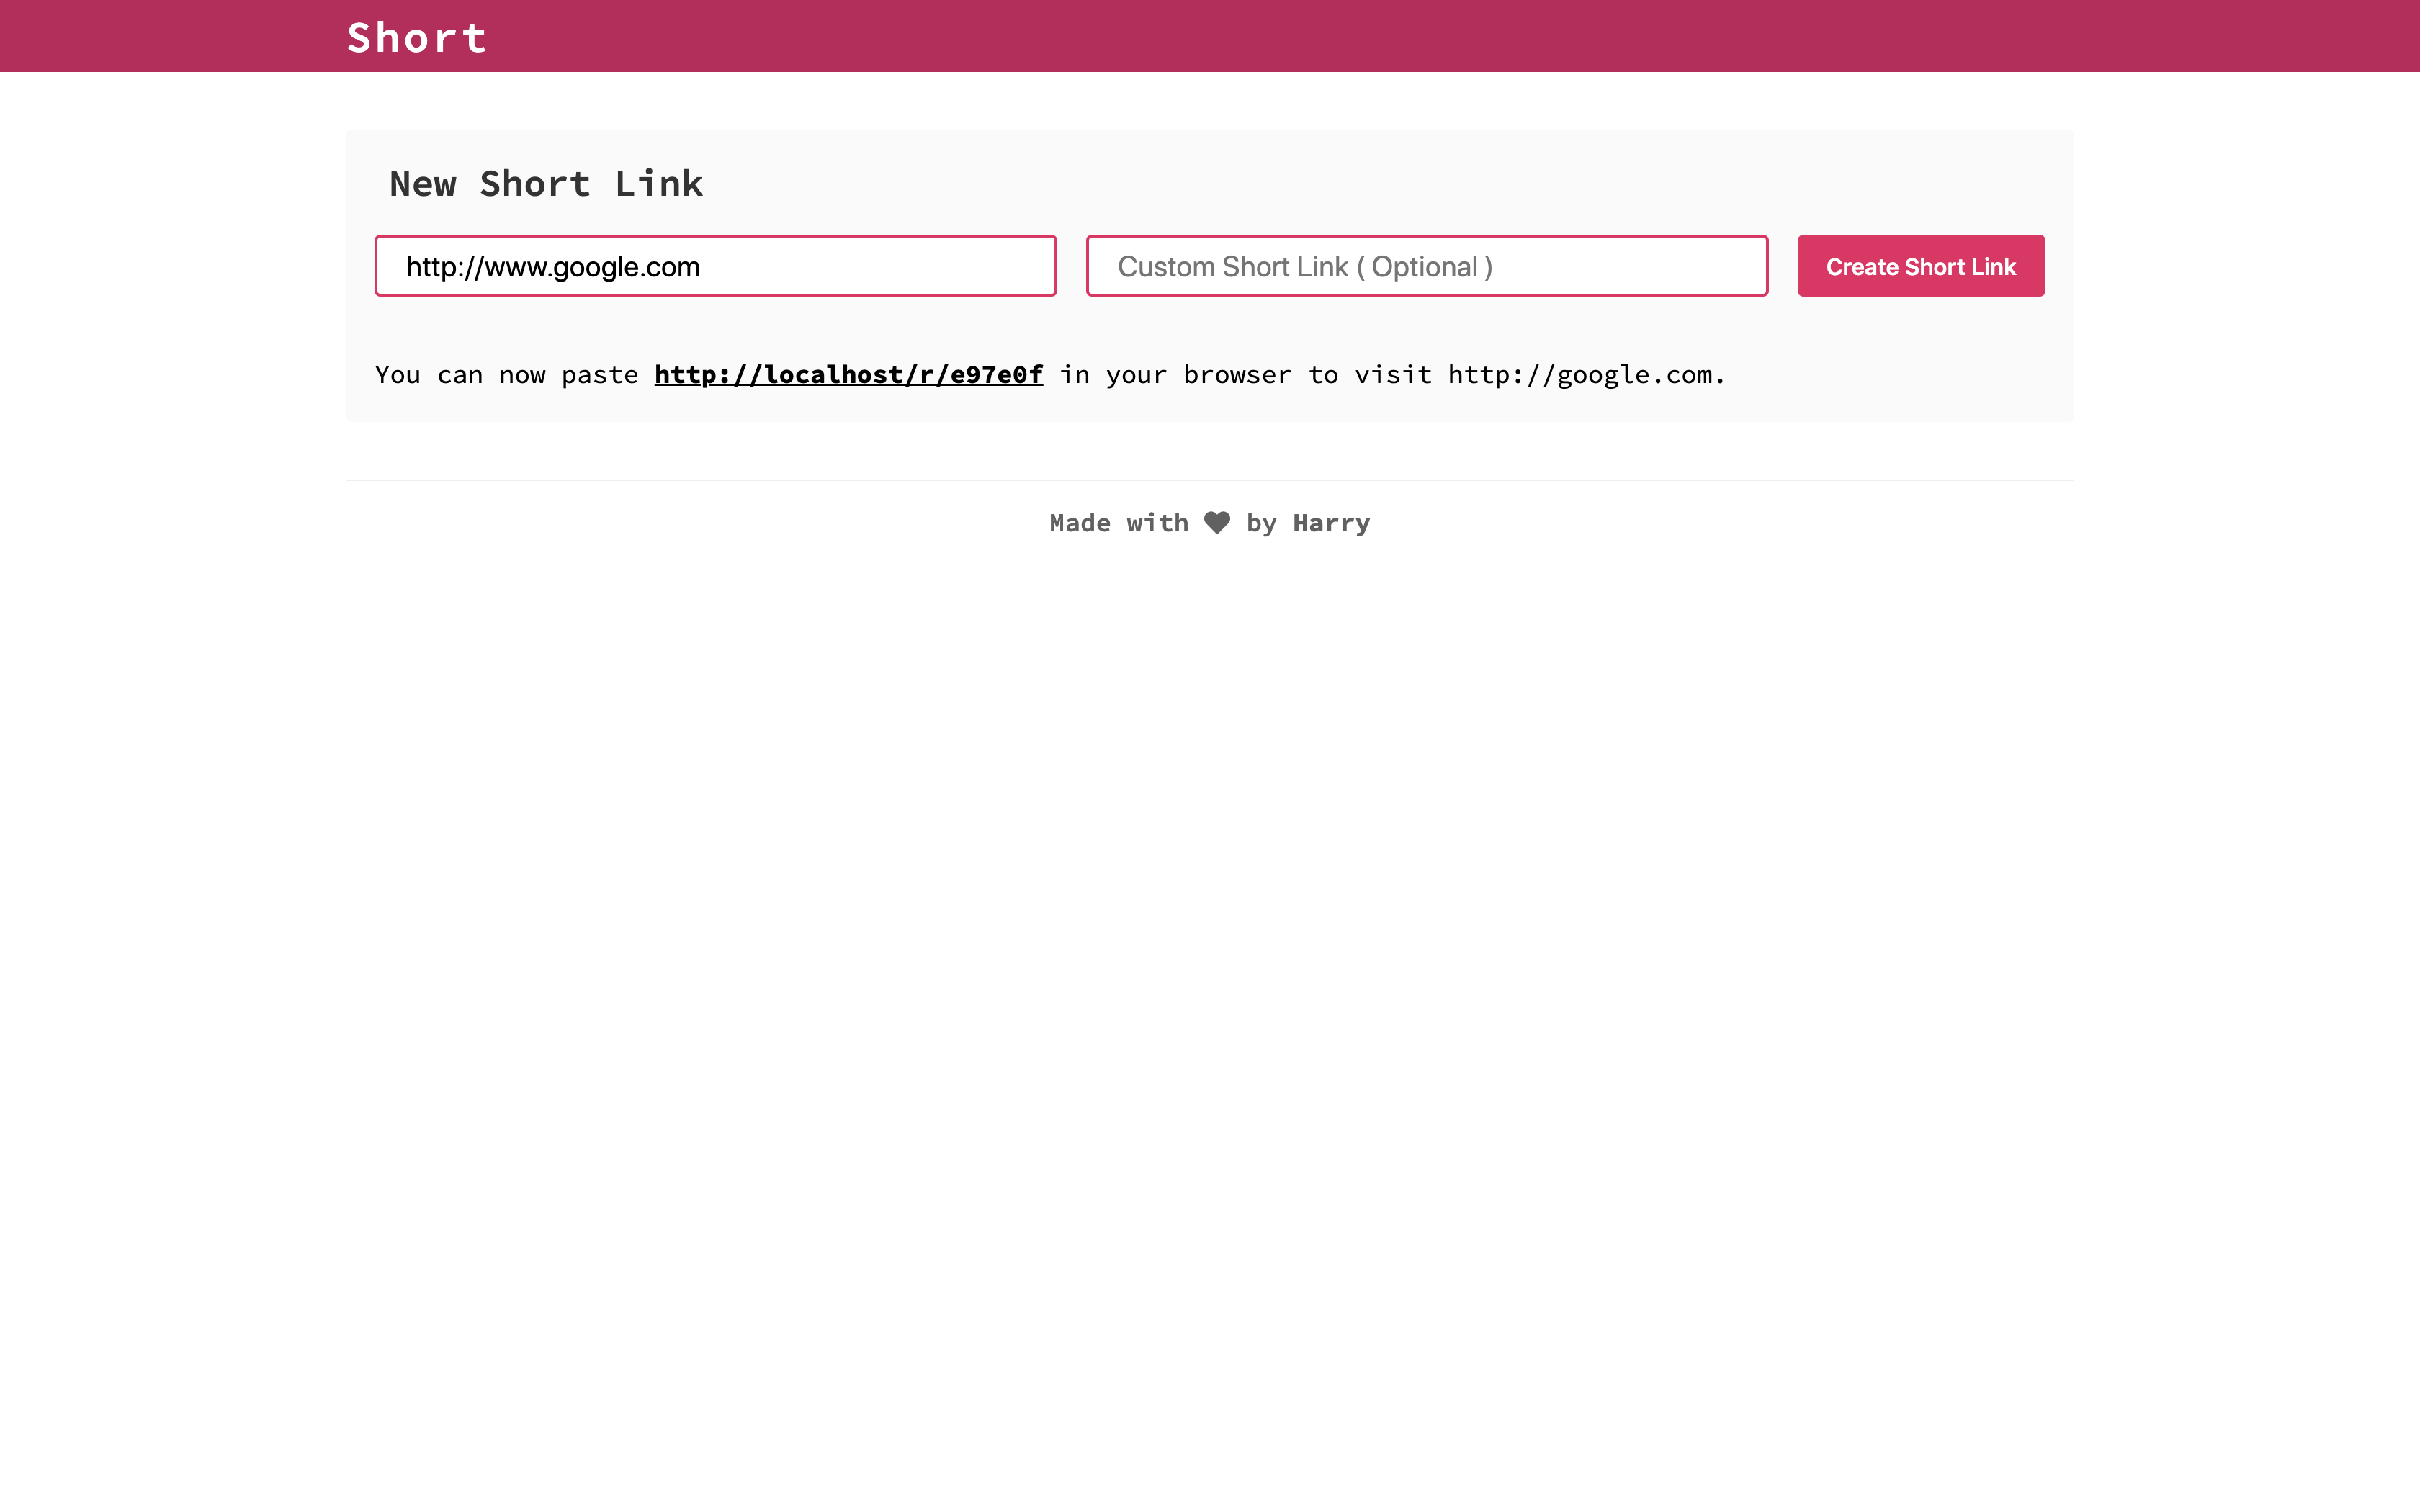 Short
New Short Link
http://www.google.com
Custom Short Link ( Optional )
Create Short Link
You can now paste http://localhost/r/e97e0f in your browser to visit http://google.com.
Made with ♥ by Harry